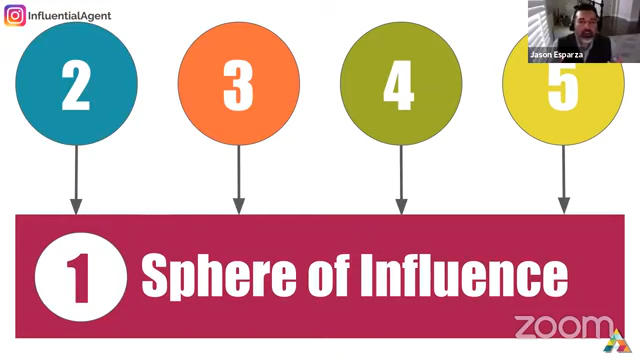 InfluentialAgent
Jason Esparza
2 3 4 5
1 Sphere of Influence
zoom